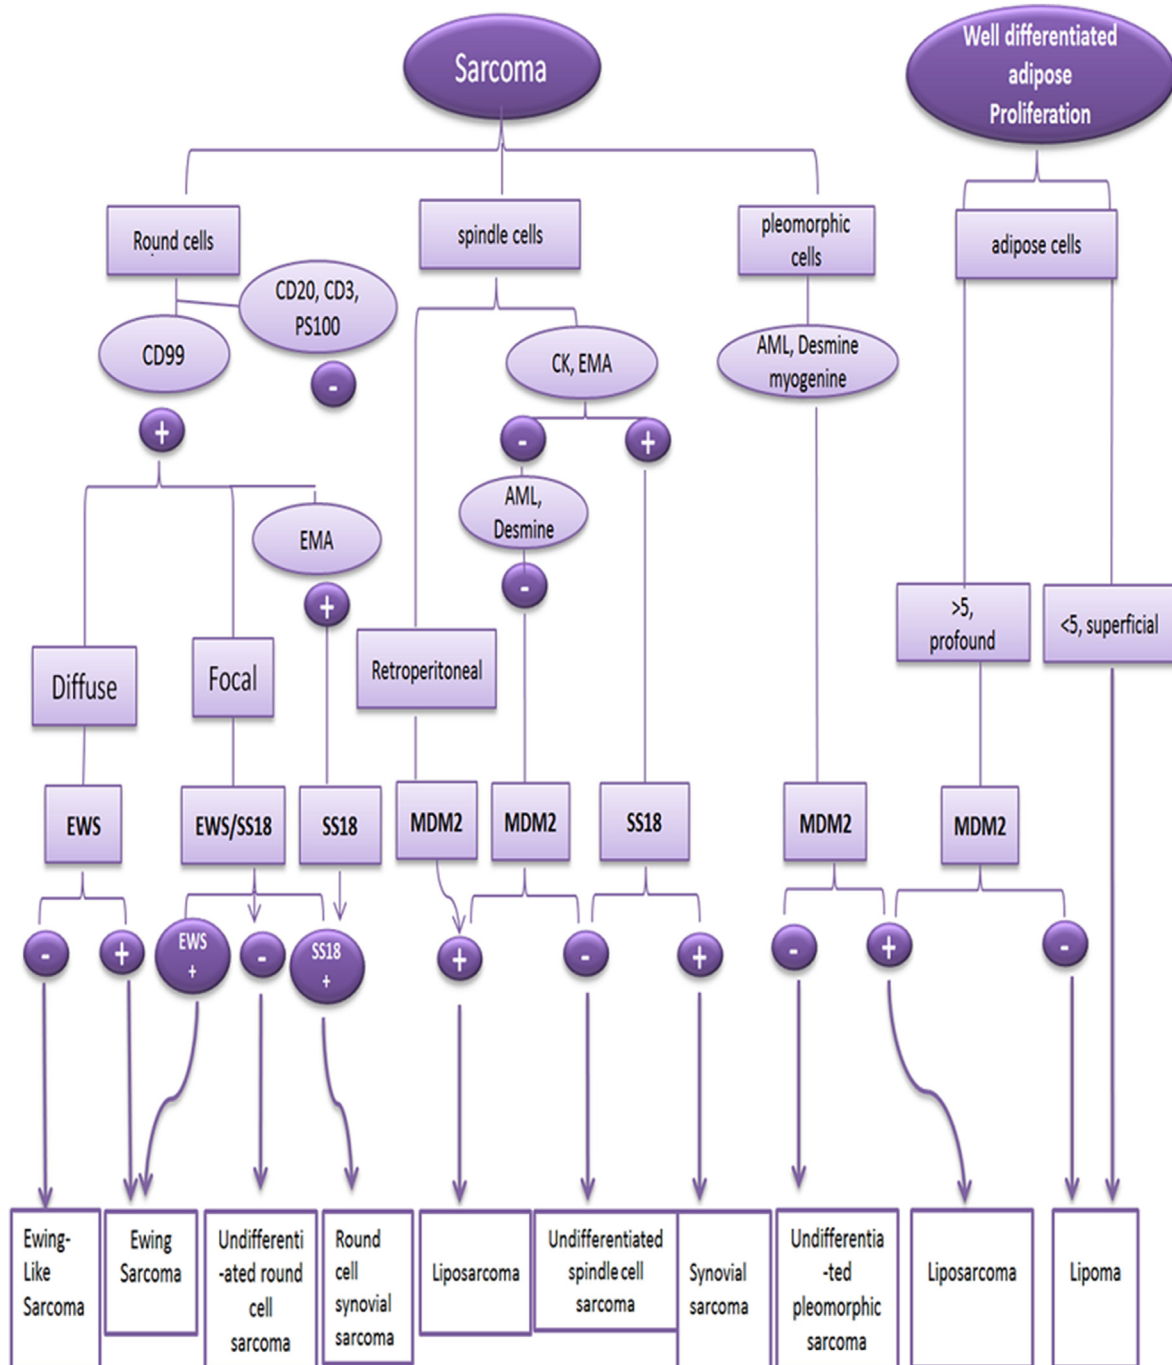 Sarcoma
Well differentiated
adipose
Proliferation
Round cells
spindle cells
pleomorphic
cells
adipose cells
CD20, CD3,
PS100
-
CD99
+
CK, EMA
-
+
AML, Desmine
myogenine
AML,
Desmine
-
EMA
+
>5,
profound
<5, superficial
Diffuse
Focal
Retroperitoneal
EWS
EWS/SS18
SS18
MDM2
MDM2
SS18
MDM2
MDM2
-
+
EWS
+
-
SS18
+
+
-
+
-
+
-
Ewing-
Like
Sarcoma
Ewing
Sarcoma
Undifferenti
-ated round
cell
sarcoma
Round
cell
synovial
sarcoma
Liposarcoma
Undifferentiated
spindle cell
sarcoma
Synovial
sarcoma
Undifferentia
-ted
pleomorphic
sarcoma
Liposarcoma
Lipoma